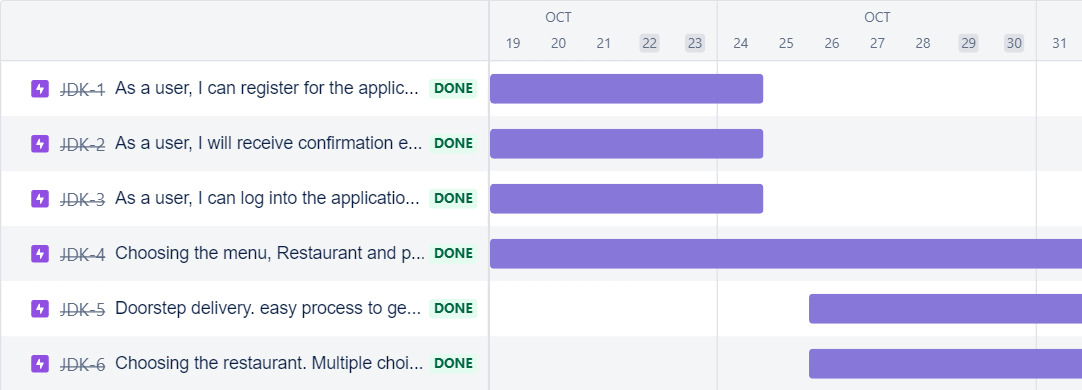 OCT OCT
19 20 21 22 23 24 25 26 27 28 29 30 31
JDK-1 As a user, I can register for the applic... DONE
JDK-2 As a user, I will receive confirmation e... DONE
JDK-3 As a user, I can log into the applicatio... DONE
JDK-4 Choosing the menu, Restaurant and p... DONE
JDK-5 Doorstep delivery. easy process to ge... DONE
JDK-6 Choosing the restaurant. Multiple choi... DONE